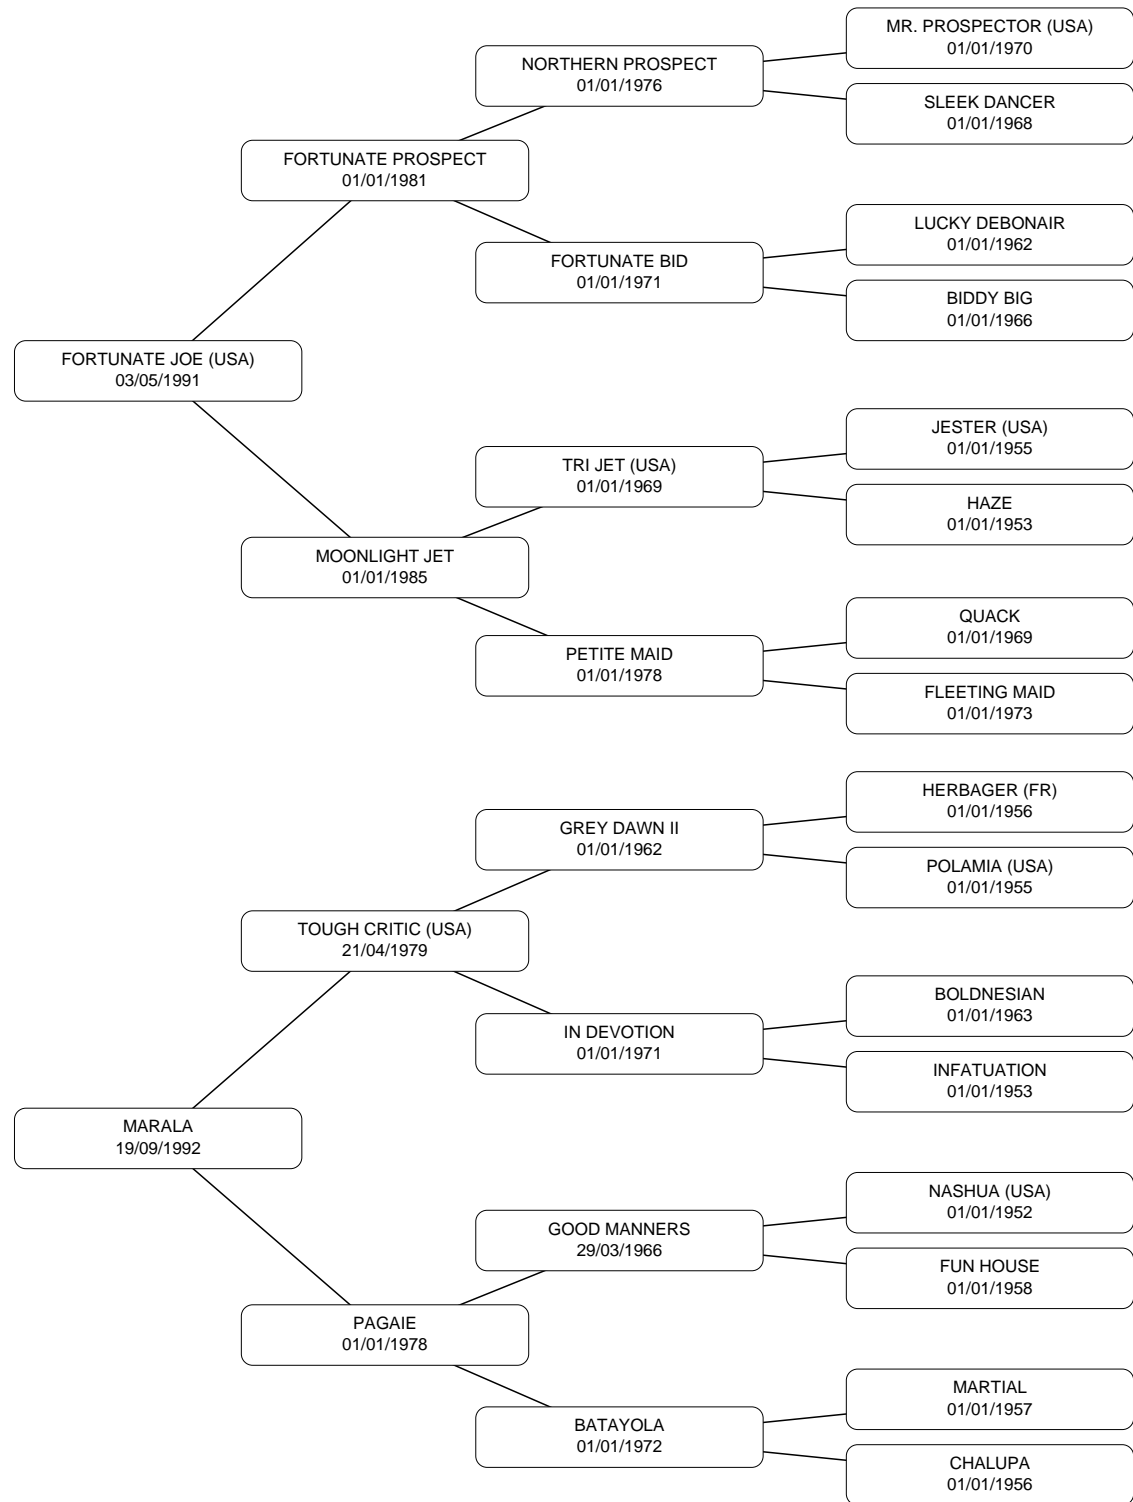 MR. PROSPECTOR (USA)
01/01/1970
NORTHERN PROSPECT
01/01/1976
SLEEK DANCER
01/01/1968
FORTUNATE PROSPECT
01/01/1981
LUCKY DEBONAIR
01/01/1962
FORTUNATE BID
01/01/1971
BIDDY BIG
01/01/1966
FORTUNATE JOE (USA)
03/05/1991
JESTER (USA)
01/01/1955
TRI JET (USA)
01/01/1969
HAZE
01/01/1953
MOONLIGHT JET
01/01/1985
QUACK
01/01/1969
PETITE MAID
01/01/1978
FLEETING MAID
01/01/1973
HERBAGER (FR)
01/01/1956
GREY DAWN II
01/01/1962
POLAMIA (USA)
01/01/1955
TOUGH CRITIC (USA)
21/04/1979
BOLDNESIAN
01/01/1963
IN DEVOTION
01/01/1971
INFATUATION
01/01/1953
MARALA
19/09/1992
NASHUA (USA)
01/01/1952
GOOD MANNERS
29/03/1966
FUN HOUSE
01/01/1958
PAGAIE
01/01/1978
MARTIAL
01/01/1957
BATAYOLA
01/01/1972
CHALUPA
01/01/1956